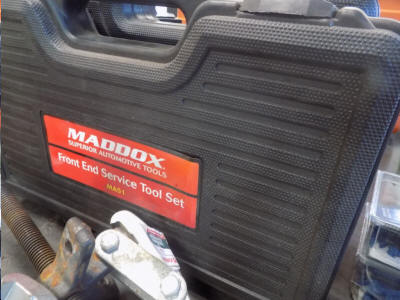 MADDOX
SUPERIOR AUTOMOTIVE TOOLS
Front End Service Tool Set
MA51